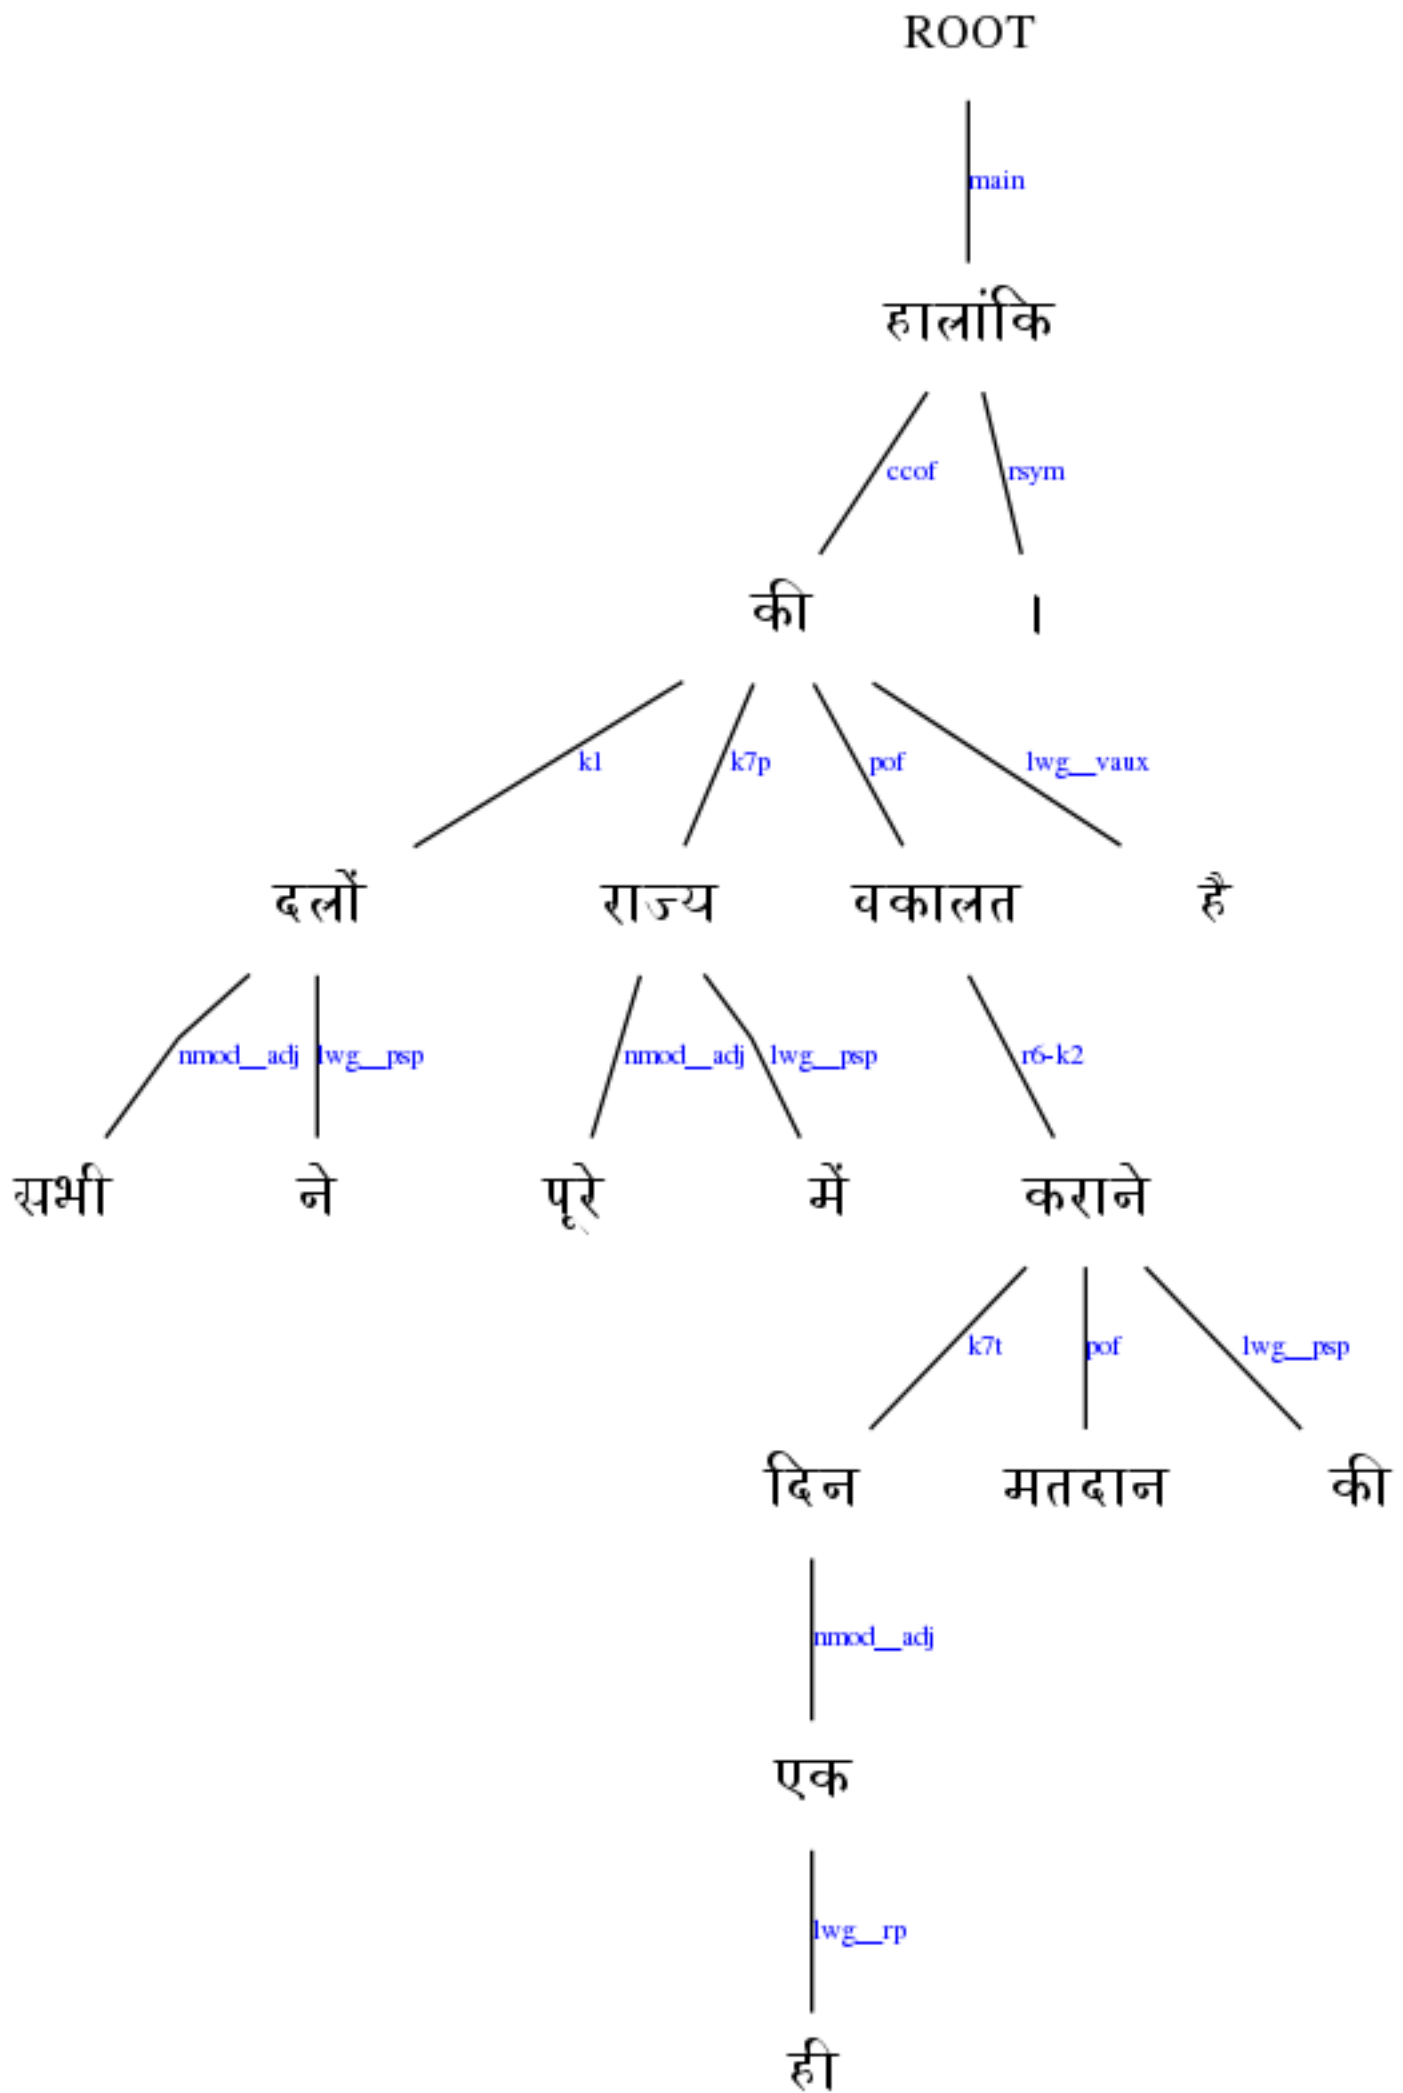 ROOT
main
हालांकि
ccof rsym
की ।
k1 k7p pof lwg__vaux
दलों राज्य वकालत है
nmod__adj lwg__psp nmod__adj lwg__psp r6-k2
सभी ने पूरे में कराने
k7t pof lwg__psp
दिन मतदान की
nmod__adj
एक
lwg__rp
ही